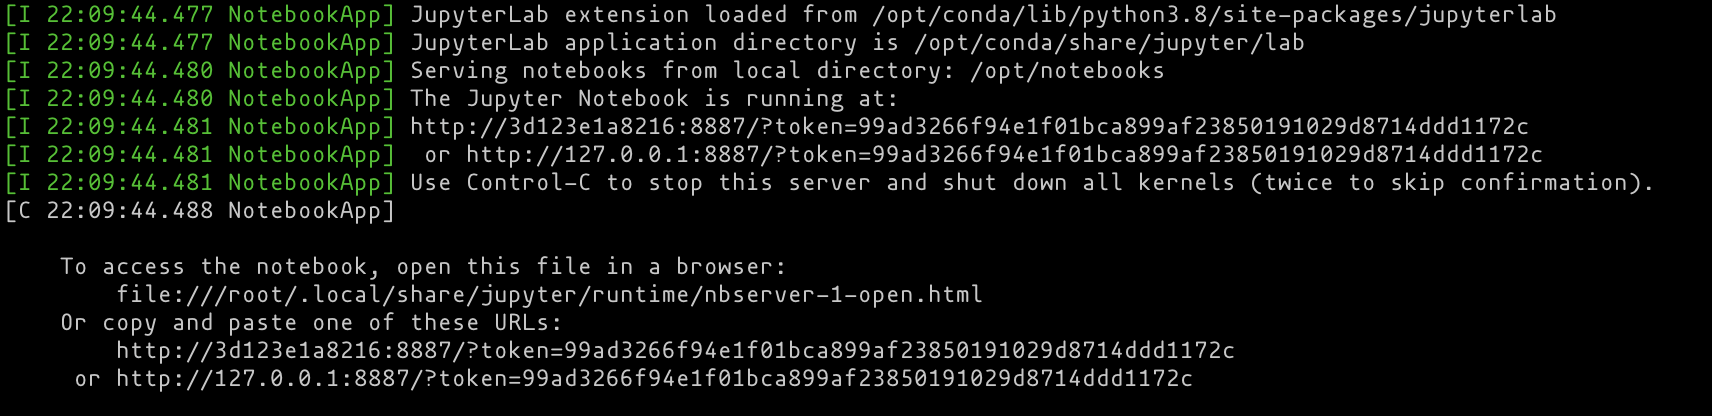 [I 22:09:44.477 NotebookApp] JupyterLab extension loaded from /opt/conda/lib/python3.8/site-packages/jupyterlab
[I 22:09:44.477 NotebookApp] JupyterLab application directory is /opt/conda/share/jupyter/lab
[I 22:09:44.480 NotebookApp] Serving notebooks from local directory: /opt/notebooks
[I 22:09:44.480 NotebookApp] The Jupyter Notebook is running at:
[I 22:09:44.481 NotebookApp] http://3d123e1a8216:8887/?token=99ad3266f94e1f01bca899af23850191029d8714ddd1172c
[I 22:09:44.481 NotebookApp]  or http://127.0.0.1:8887/?token=99ad3266f94e1f01bca899af23850191029d8714ddd1172c
[I 22:09:44.481 NotebookApp] Use Control-C to stop this server and shut down all kernels (twice to skip confirmation).
[C 22:09:44.488 NotebookApp]
    To access the notebook, open this file in a browser:
        file:///root/.local/share/jupyter/runtime/nbserver-1-open.html
    Or copy and paste one of these URLs:
        http://3d123e1a8216:8887/?token=99ad3266f94e1f01bca899af23850191029d8714ddd1172c
     or http://127.0.0.1:8887/?token=99ad3266f94e1f01bca899af23850191029d8714ddd1172c